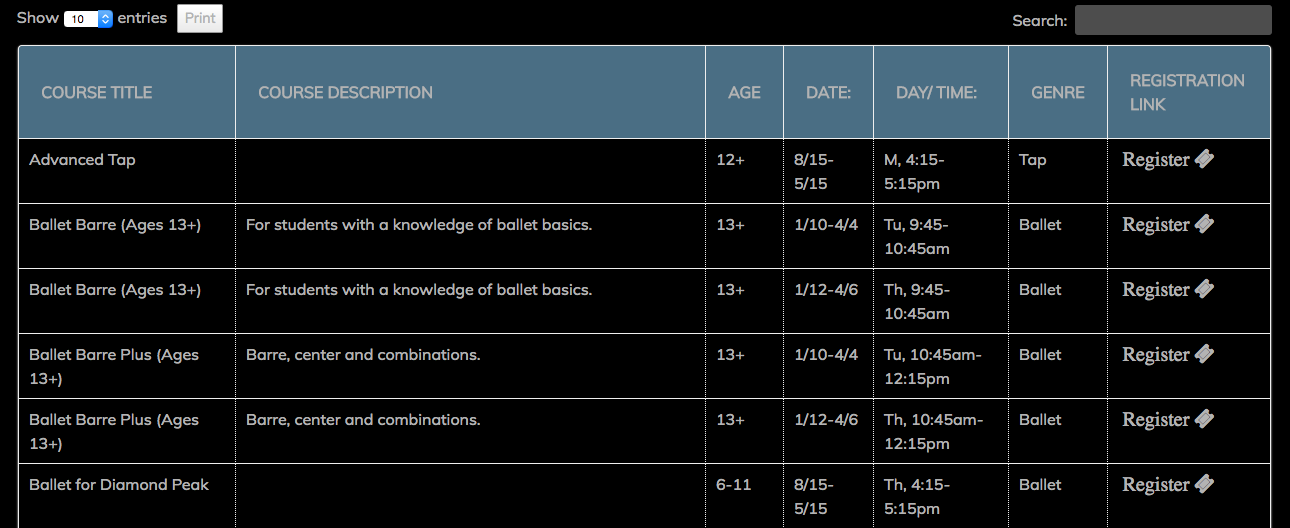 Show 10 entries Print Search:
COURSE TITLE COURSE DESCRIPTION AGE DATE: DAY/ TIME: GENRE REGISTRATION
LINK
Advanced Tap 12+ 8/15- M, 4:15- Tap Register
5/15 5:15pm
Ballet Barre (Ages 13+) For students with a knowledge of ballet basics. 13+ 1/10-4/4 Tu, 9:45- Ballet Register
10:45am
Ballet Barre (Ages 13+) For students with a knowledge of ballet basics. 13+ 1/12-4/6 Th, 9:45- Ballet Register
10:45am
Ballet Barre Plus (Ages Barre, center and combinations. 13+ 1/10-4/4 Tu, 10:45am- Ballet Register
13+) 12:15pm
Ballet Barre Plus (Ages Barre, center and combinations. 13+ 1/12-4/6 Th, 10:45am- Ballet Register
13+) 12:15pm
Ballet for Diamond Peak 6-11 8/15- Th, 4:15- Ballet Register
5/15 5:15pm